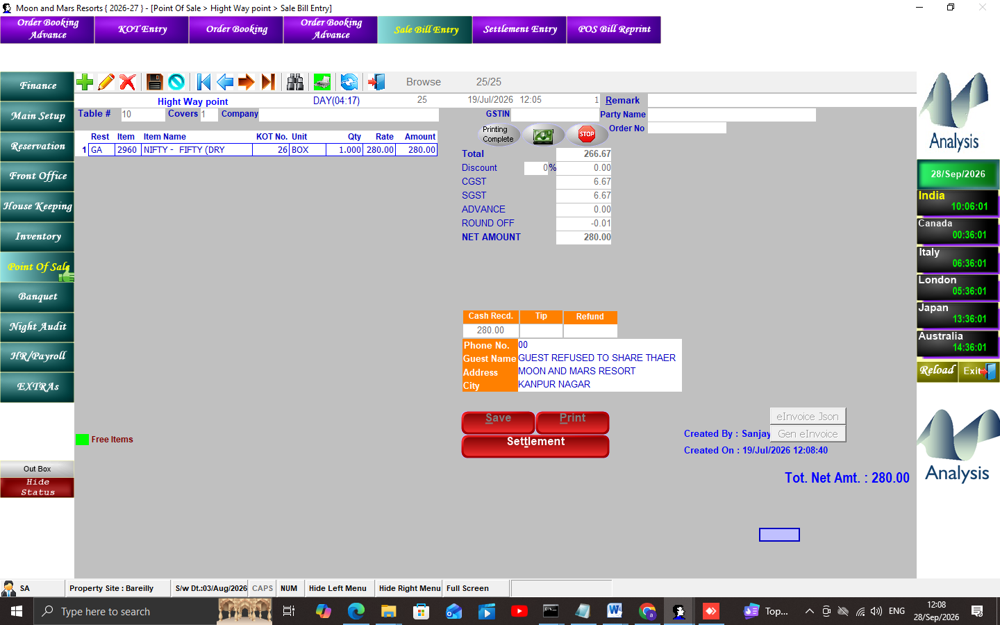 Moon and Mars Resorts { 2026-27 } - [Point Of Sale > Hight Way point > Sale Bill Entry]
Order Booking Advance
KOT Entry
Order Booking
Order Booking Advance
Sale Bill Entry
Settlement Entry
POS Bill Reprint
Finance
Main Setup
Reservation
Front Office
House Keeping
Inventory
Point Of Sale
Banquet
Night Audit
HR/Payroll
EXTRAs
Out Box
Hide Status
Browse 25/25
Hight Way point DAY(04:17) 25 19/Jul/2026 12:05 1 Remark
Table # 10 Covers 1 Company GSTIN Party Name
Order No
Printing Complete
STOP
Rest Item Item Name KOT No. Unit Qty Rate Amount
1 GA 2960 NIFTY - FIFTY (DRY 26 BOX 1.000 280.00 280.00
Total 266.67
Discount 0 % 0.00
CGST 6.67
SGST 6.67
ADVANCE 0.00
ROUND OFF -0.01
NET AMOUNT 280.00
Cash Recd. Tip Refund
280.00
Phone No. 00
Guest Name GUEST REFUSED TO SHARE THAER
Address MOON AND MARS RESORT
City KANPUR NAGAR
Save Print
Settlement
Free Items
eInvoice Json
Gen eInvoice
Created By : Sanjay
Created On : 19/Jul/2026 12:08:40
Tot. Net Amt. : 280.00
Analysis
28/Sep/2026
India
10:06:01
Canada
00:36:01
Italy
06:36:01
London
05:36:01
Japan
13:36:01
Australia
14:36:01
Reload Exit
Analysis
SA Property Site : Bareilly S/w Dt.:03/Aug/2026 CAPS NUM Hide Left Menu Hide Right Menu Full Screen
Type here to search
Top...
ENG
12:08
28/Sep/2026